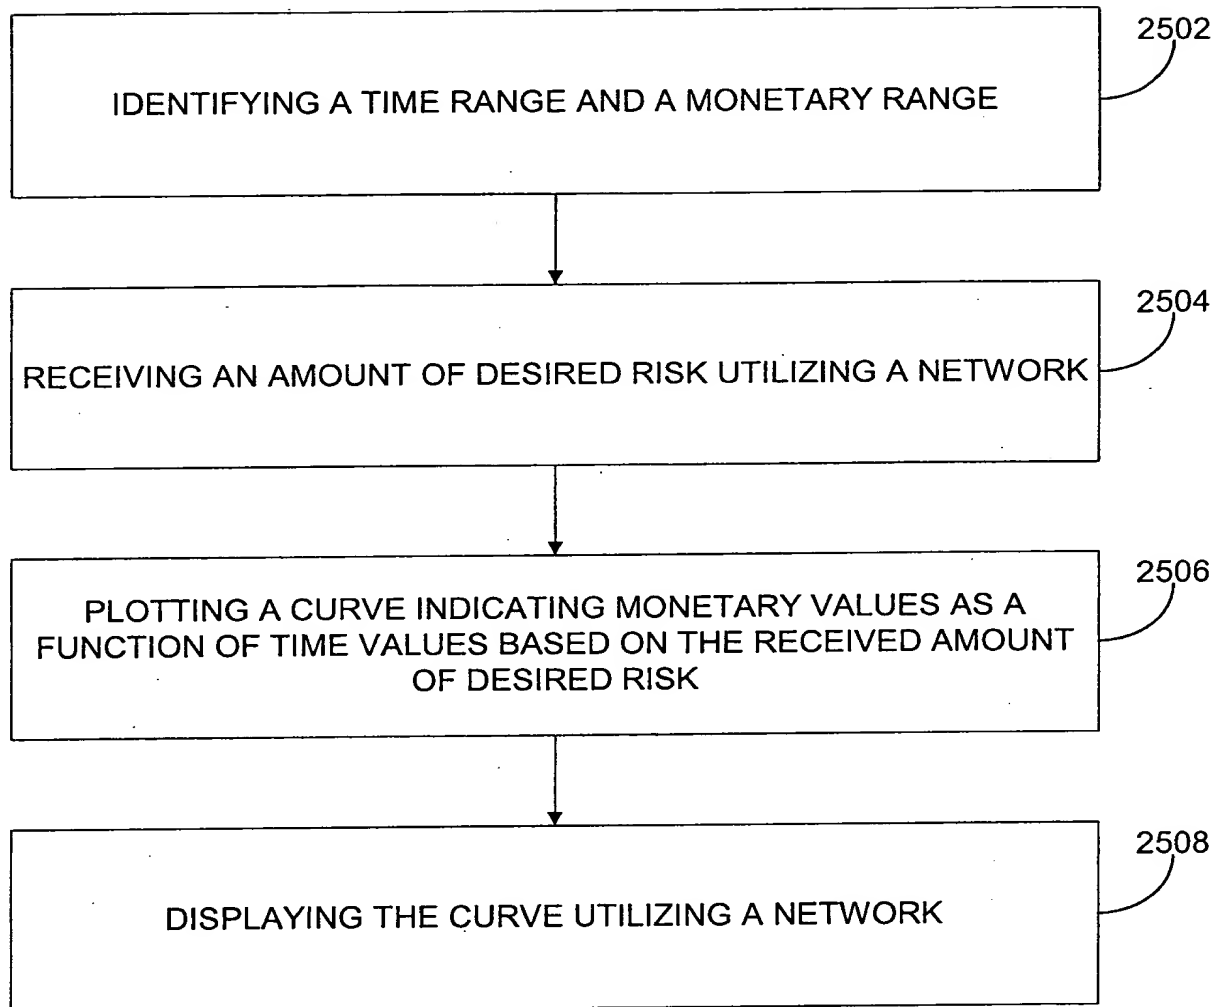 2502
IDENTIFYING A TIME RANGE AND A MONETARY RANGE
2504
RECEIVING AN AMOUNT OF DESIRED RISK UTILIZING A NETWORK
2506
PLOTTING A CURVE INDICATING MONETARY VALUES AS A
FUNCTION OF TIME VALUES BASED ON THE RECEIVED AMOUNT
OF DESIRED RISK
2508
DISPLAYING THE CURVE UTILIZING A NETWORK